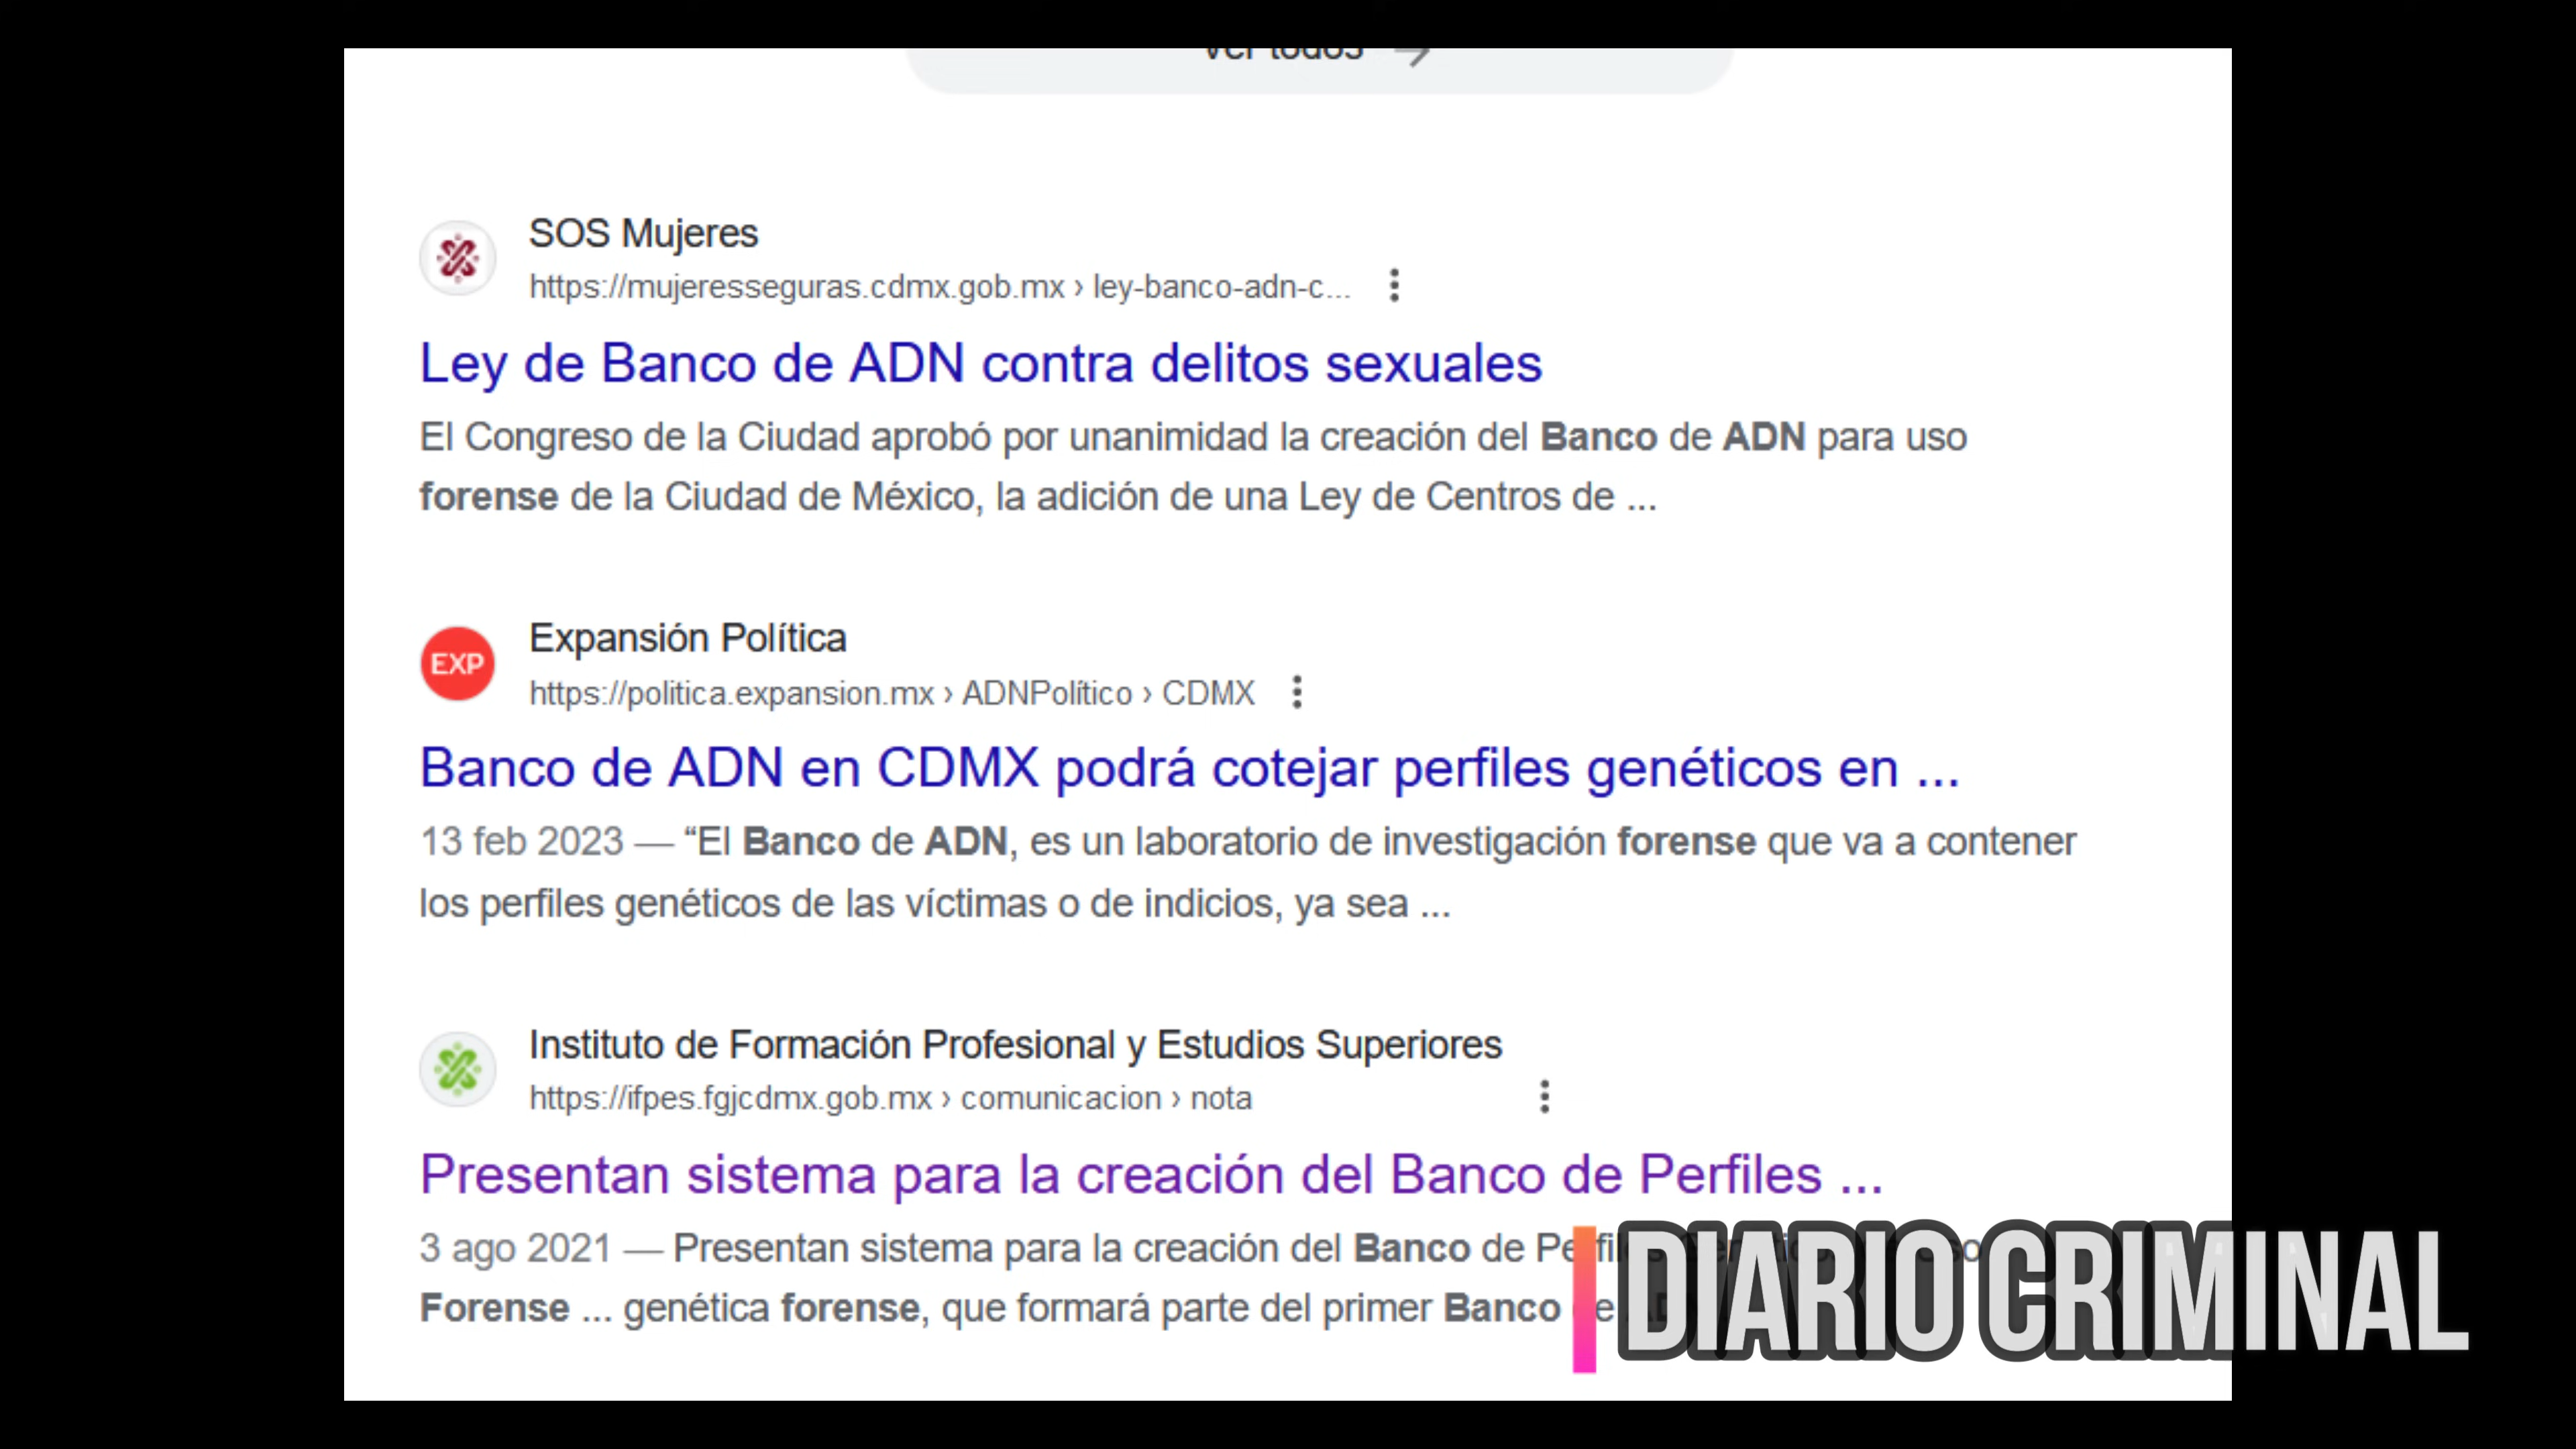 Ver todos →
SOS Mujeres
https://mujeresseguras.cdmx.gob.mx › ley-banco-adn-c...
Ley de Banco de ADN contra delitos sexuales
El Congreso de la Ciudad aprobó por unanimidad la creación del Banco de ADN para uso
forense de la Ciudad de México, la adición de una Ley de Centros de ...
EXP
Expansión Política
https://politica.expansion.mx › ADNPolítico › CDMX
Banco de ADN en CDMX podrá cotejar perfiles genéticos en ...
13 feb 2023 — “El Banco de ADN, es un laboratorio de investigación forense que va a contener
los perfiles genéticos de las víctimas o de indicios, ya sea ...
Instituto de Formación Profesional y Estudios Superiores
https://ifpes.fgjcdmx.gob.mx › comunicacion › nota
Presentan sistema para la creación del Banco de Perfiles ...
3 ago 2021 — Presentan sistema para la creación del Banco de
Forense ... genética forense, que formará parte del primer Banco
DIARIO CRIMINAL